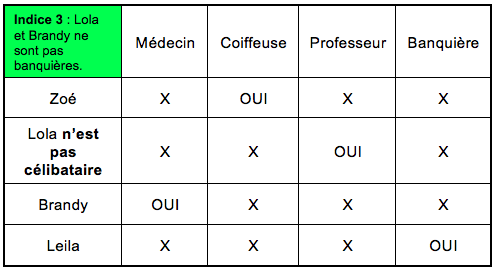 Indice 3 : Lola
et Brandy ne
sont pas
banquières.
Médecin Coiffeuse Professeur Banquière
Zoé X OUI X X
Lola n’est
pas
célibataire
X X OUI X
Brandy OUI X X X
Leila X X X OUI